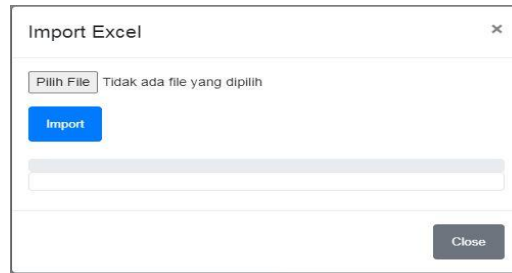 Import Excel ×
Pilih File Tidak ada file yang dipilih
Import
Close